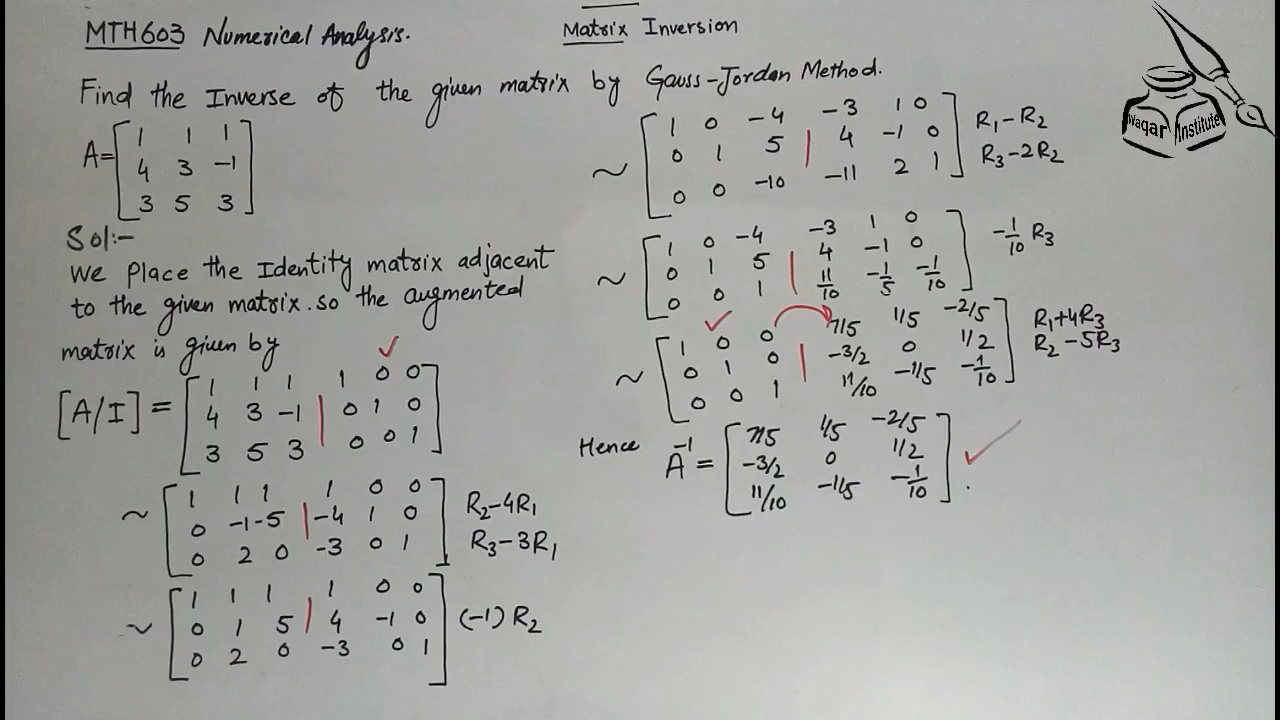 MTH603 Numerical Analysis.
Matrix Inversion
Find the Inverse of the given matrix by Gauss-Jordan Method.
A= [ 1 1 1
4 3 -1
3 5 3 ]
Sol:-
We Place the Identity matrix adjacent
to the given matrix. so the augmented
matrix is given by
[A/I] = [ 1 1 1 | 1 0 0
4 3 -1 | 0 1 0
3 5 3 | 0 0 1 ]
~ [ 1 1 1 | 1 0 0
0 -1 -5 | -4 1 0 R2-4R1
0 2 0 | -3 0 1 ] R3-3R1
~ [ 1 1 1 | 1 0 0
0 1 5 | 4 -1 0 (-1) R2
0 2 0 | -3 0 1 ]
~ [ 1 0 -4 | -3 1 0 R1-R2
0 1 5 | 4 -1 0 R3-2R2
0 0 -10 | -11 2 1 ]
~ [ 1 0 -4 | -3 1 0 -1/10 R3
0 1 5 | 4 -1 0
0 0 1 | 11/10 -1/5 -1/10 ]
~ [ 1 0 0 | 7/5 1/5 -2/5 R1+4R3
0 1 0 | -3/2 0 1/2 R2-5R3
0 0 1 | 11/10 -1/5 -1/10 ]
Hence A⁻¹ = [ 7/5 1/5 -2/5
-3/2 0 1/2
11/10 -1/5 -1/10 ].
Waqar Institute